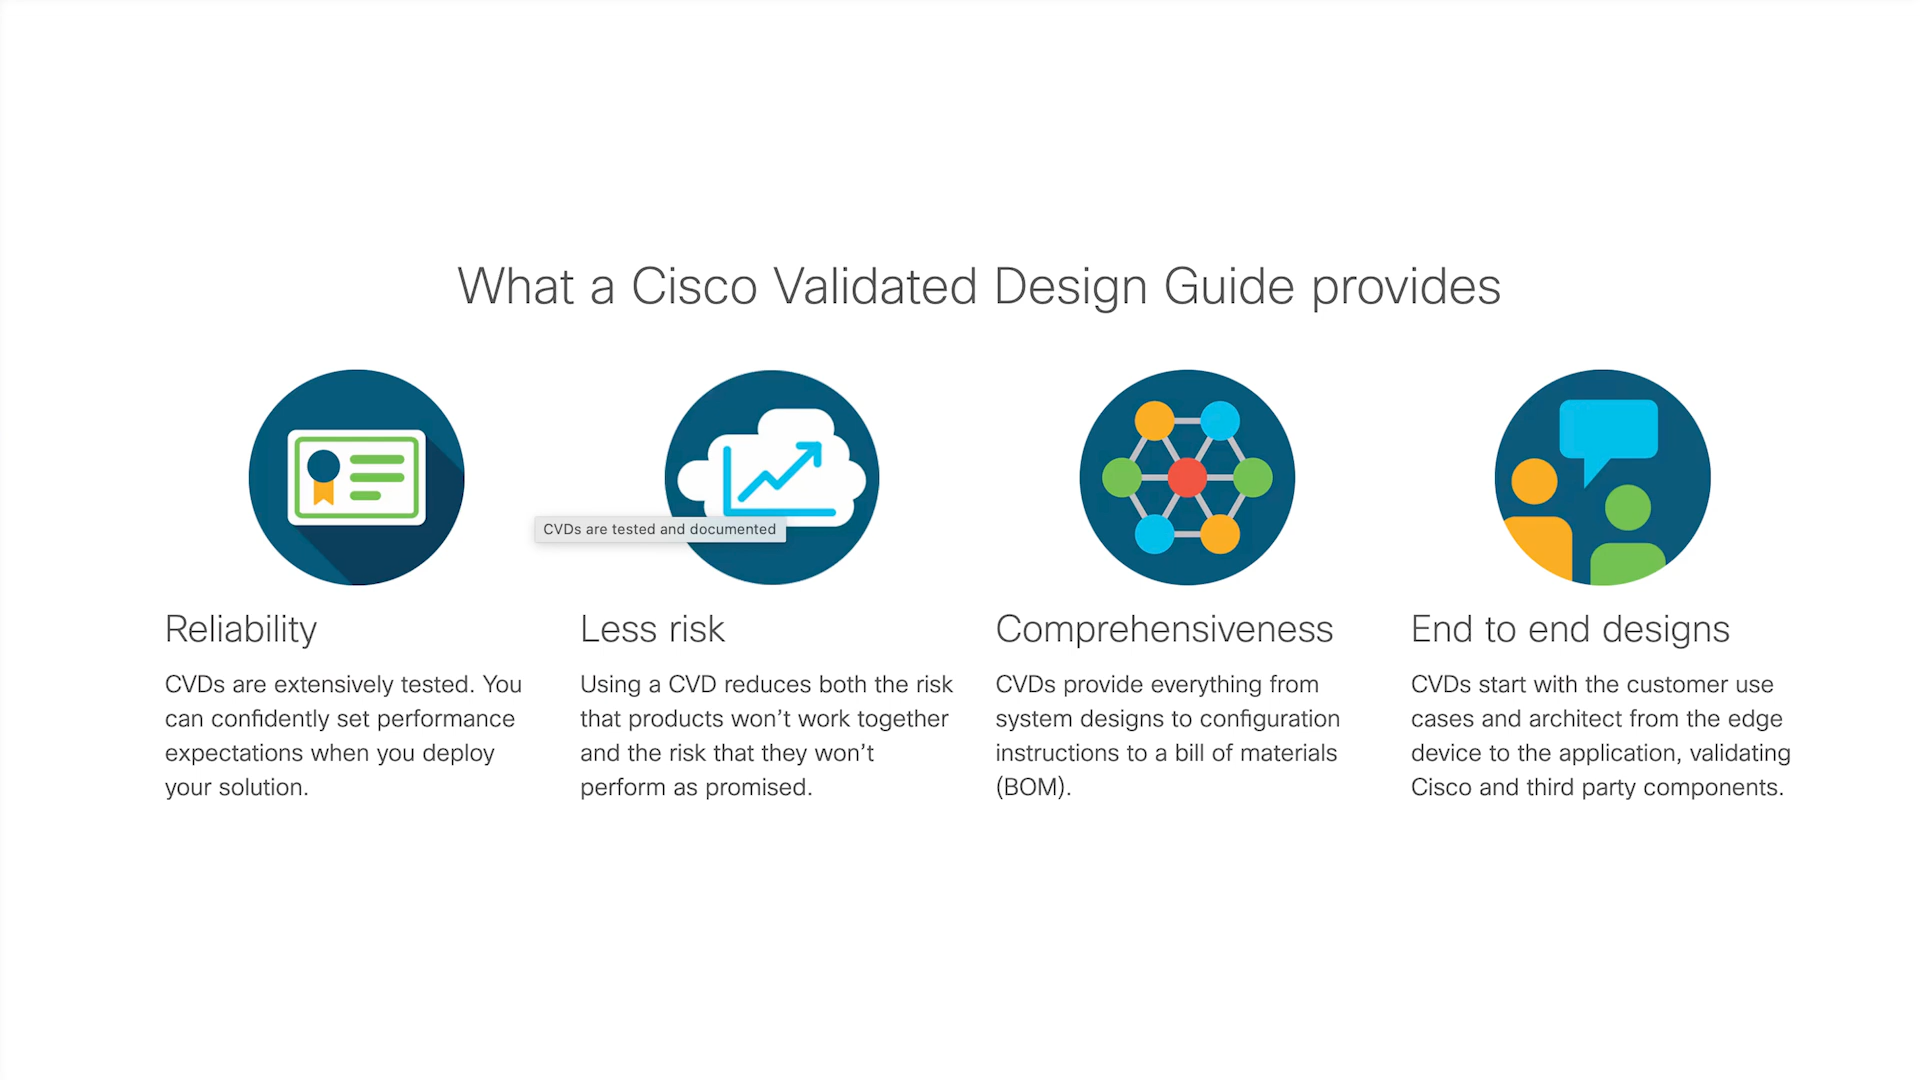 What a Cisco Validated Design Guide provides
CVDs are tested and documented
Reliability
CVDs are extensively tested. You
can confidently set performance
expectations when you deploy
your solution.
Less risk
Using a CVD reduces both the risk
that products won’t work together
and the risk that they won’t
perform as promised.
Comprehensiveness
CVDs provide everything from
system designs to configuration
instructions to a bill of materials
(BOM).
End to end designs
CVDs start with the customer use
cases and architect from the edge
device to the application, validating
Cisco and third party components.